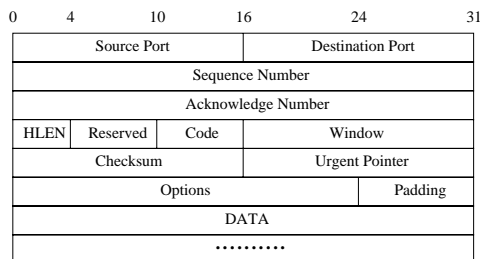 0 4 10 16 24 31
Source Port Destination Port
Sequence Number
Acknowledge Number
HLEN Reserved Code Window
Checksum Urgent Pointer
Options Padding
DATA
..........